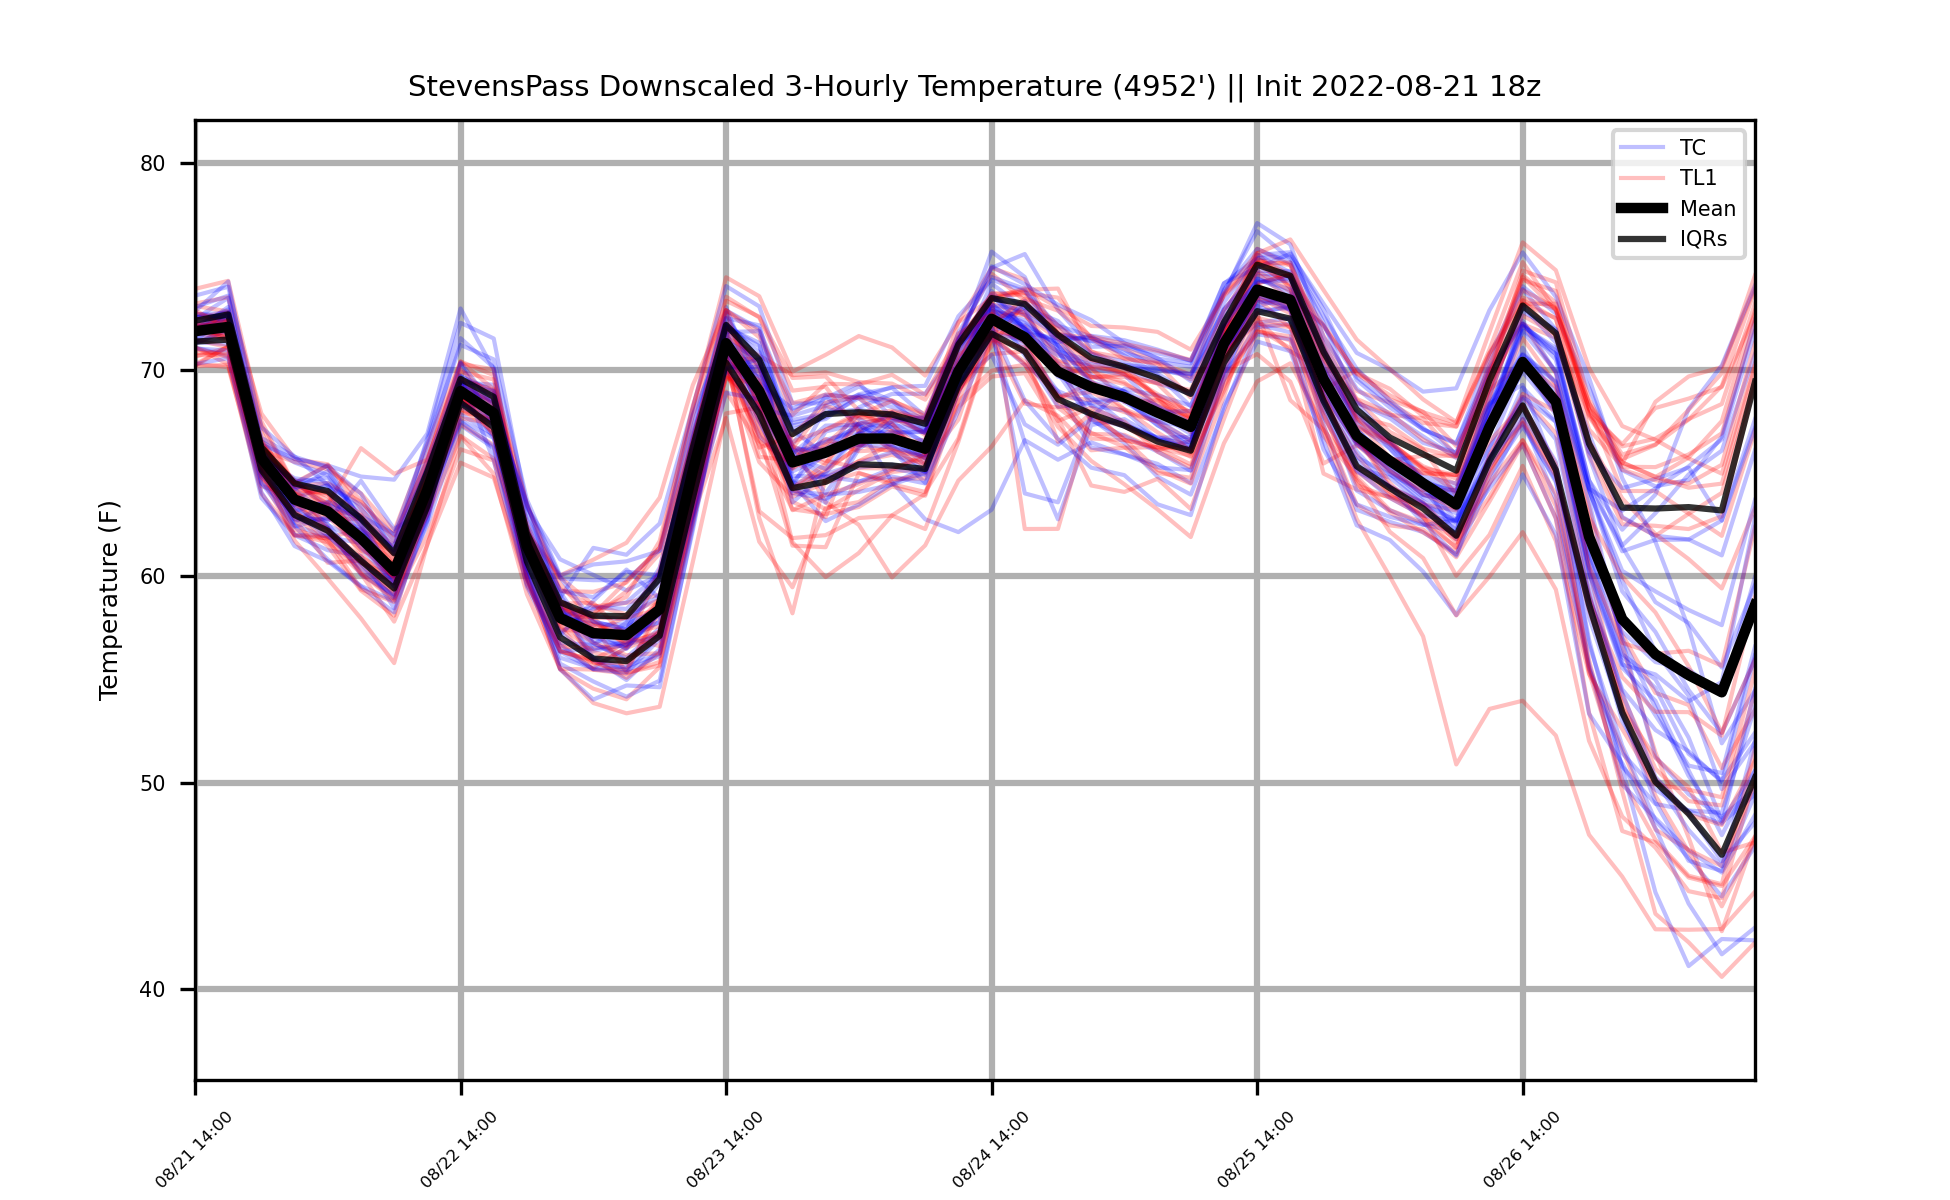 StevensPass Downscaled 3-Hourly Temperature (4952') || Init 2022-08-21 18z
TC
TL1
Mean
IQRs
Temperature (F)
80
70
60
50
40
08/21 14:00
08/22 14:00
08/23 14:00
08/24 14:00
08/25 14:00
08/26 14:00